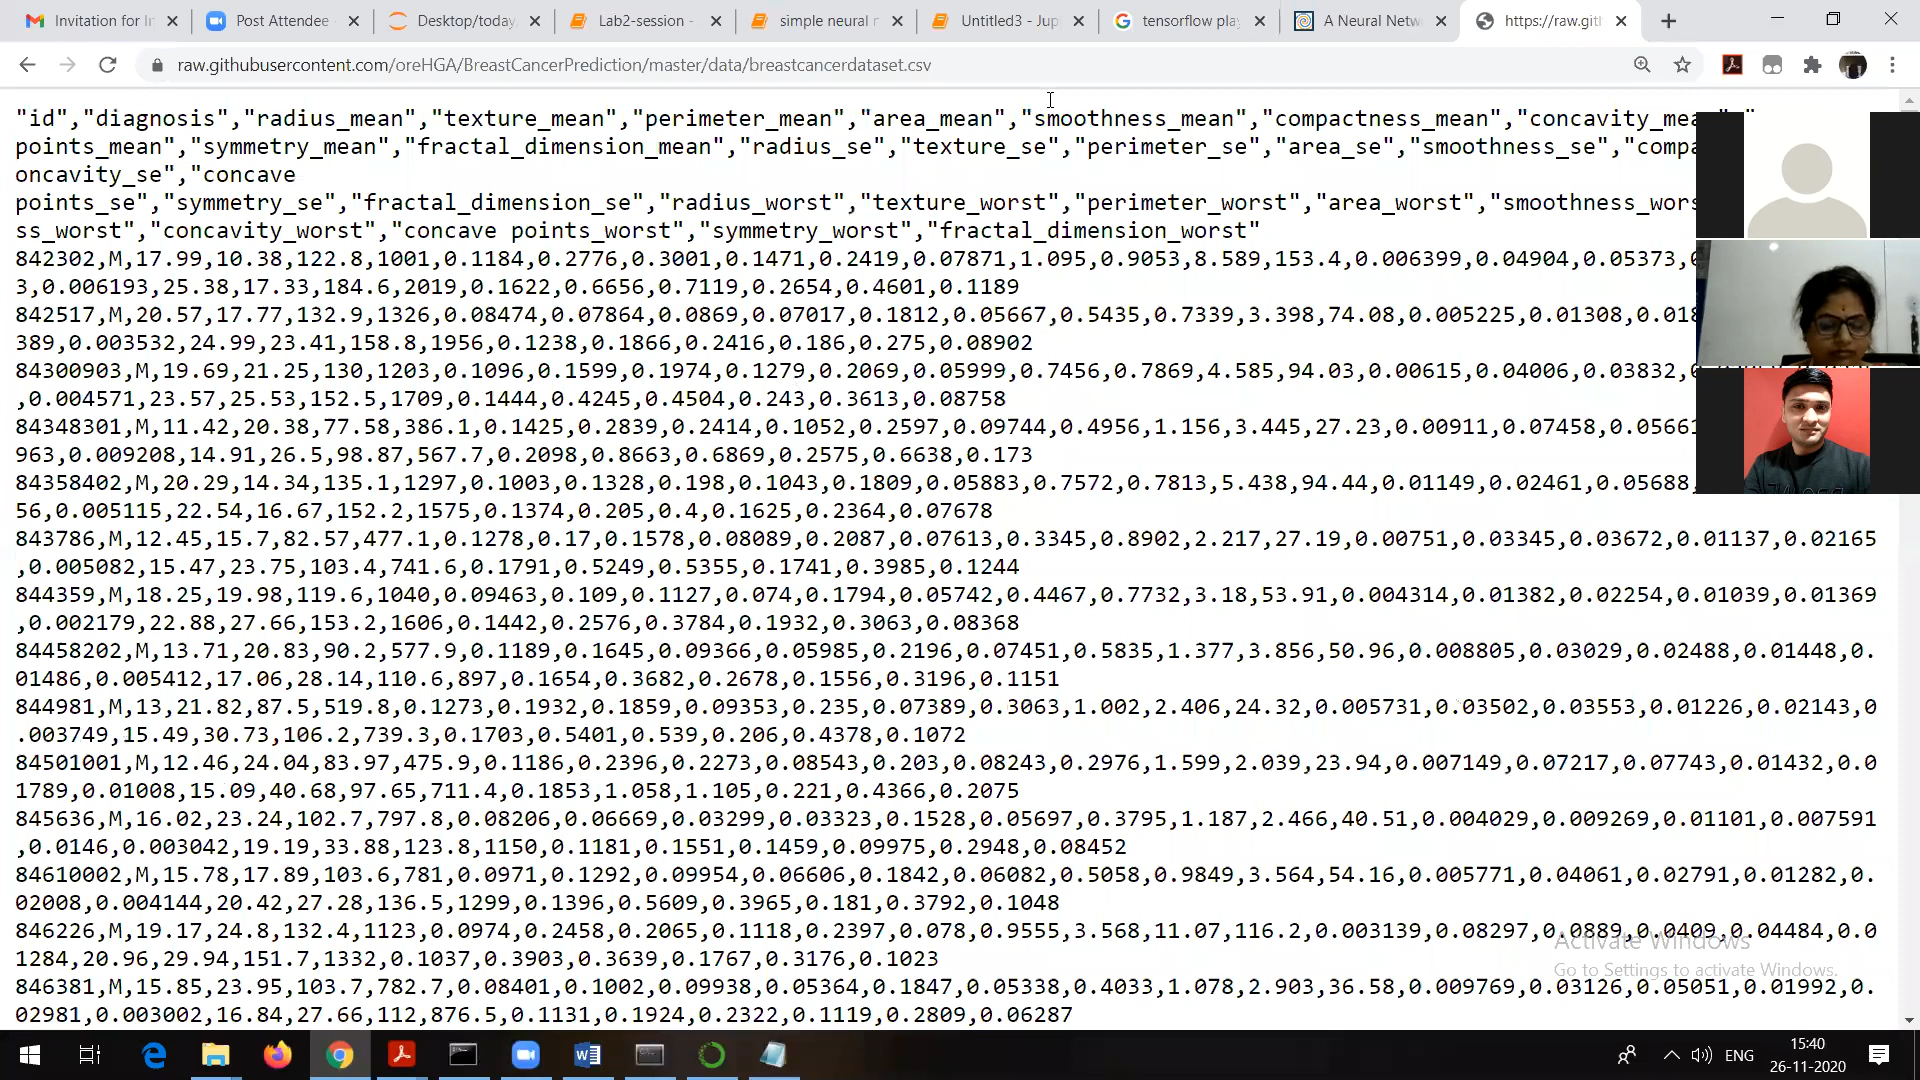 Invitation for In
Post Attendee -
Desktop/today
Lab2-session -
simple neural n
Untitled3 - Jup
tensorflow play
A Neural Netw
https://raw.gith
raw.githubusercontent.com/oreHGA/BreastCancerPrediction/master/data/breastcancerdataset.csv
"id","diagnosis","radius_mean","texture_mean","perimeter_mean","area_mean","smoothness_mean","compactness_mean","concavity_mea
points_mean","symmetry_mean","fractal_dimension_mean","radius_se","texture_se","perimeter_se","area_se","smoothness_se","compa
oncavity_se","concave
points_se","symmetry_se","fractal_dimension_se","radius_worst","texture_worst","perimeter_worst","area_worst","smoothness_wors
ss_worst","concavity_worst","concave points_worst","symmetry_worst","fractal_dimension_worst"
842302,M,17.99,10.38,122.8,1001,0.1184,0.2776,0.3001,0.1471,0.2419,0.07871,1.095,0.9053,8.589,153.4,0.006399,0.04904,0.05373,
3,0.006193,25.38,17.33,184.6,2019,0.1622,0.6656,0.7119,0.2654,0.4601,0.1189
842517,M,20.57,17.77,132.9,1326,0.08474,0.07864,0.0869,0.07017,0.1812,0.05667,0.5435,0.7339,3.398,74.08,0.005225,0.01308,0.018
389,0.003532,24.99,23.41,158.8,1956,0.1238,0.1866,0.2416,0.186,0.275,0.08902
84300903,M,19.69,21.25,130,1203,0.1096,0.1599,0.1974,0.1279,0.2069,0.05999,0.7456,0.7869,4.585,94.03,0.00615,0.04006,0.03832,
,0.004571,23.57,25.53,152.5,1709,0.1444,0.4245,0.4504,0.243,0.3613,0.08758
84348301,M,11.42,20.38,77.58,386.1,0.1425,0.2839,0.2414,0.1052,0.2597,0.09744,0.4956,1.156,3.445,27.23,0.00911,0.07458,0.05661
963,0.009208,14.91,26.5,98.87,567.7,0.2098,0.8663,0.6869,0.2575,0.6638,0.173
84358402,M,20.29,14.34,135.1,1297,0.1003,0.1328,0.198,0.1043,0.1809,0.05883,0.7572,0.7813,5.438,94.44,0.01149,0.02461,0.05688,
56,0.005115,22.54,16.67,152.2,1575,0.1374,0.205,0.4,0.1625,0.2364,0.07678
843786,M,12.45,15.7,82.57,477.1,0.1278,0.17,0.1578,0.08089,0.2087,0.07613,0.3345,0.8902,2.217,27.19,0.00751,0.03345,0.03672,0.01137,0.02165
,0.005082,15.47,23.75,103.4,741.6,0.1791,0.5249,0.5355,0.1741,0.3985,0.1244
844359,M,18.25,19.98,119.6,1040,0.09463,0.109,0.1127,0.074,0.1794,0.05742,0.4467,0.7732,3.18,53.91,0.004314,0.01382,0.02254,0.01039,0.01369
,0.002179,22.88,27.66,153.2,1606,0.1442,0.2576,0.3784,0.1932,0.3063,0.08368
84458202,M,13.71,20.83,90.2,577.9,0.1189,0.1645,0.09366,0.05985,0.2196,0.07451,0.5835,1.377,3.856,50.96,0.008805,0.03029,0.02488,0.01448,0.
01486,0.005412,17.06,28.14,110.6,897,0.1654,0.3682,0.2678,0.1556,0.3196,0.1151
844981,M,13,21.82,87.5,519.8,0.1273,0.1932,0.1859,0.09353,0.235,0.07389,0.3063,1.002,2.406,24.32,0.005731,0.03502,0.03553,0.01226,0.02143,0
.003749,15.49,30.73,106.2,739.3,0.1703,0.5401,0.539,0.206,0.4378,0.1072
84501001,M,12.46,24.04,83.97,475.9,0.1186,0.2396,0.2273,0.08543,0.203,0.08243,0.2976,1.599,2.039,23.94,0.007149,0.07217,0.07743,0.01432,0.0
1789,0.01008,15.09,40.68,97.65,711.4,0.1853,1.058,1.105,0.221,0.4366,0.2075
845636,M,16.02,23.24,102.7,797.8,0.08206,0.06669,0.03299,0.03323,0.1528,0.05697,0.3795,1.187,2.466,40.51,0.004029,0.009269,0.01101,0.007591
,0.0146,0.003042,19.19,33.88,123.8,1150,0.1181,0.1551,0.1459,0.09975,0.2948,0.08452
84610002,M,15.78,17.89,103.6,781,0.0971,0.1292,0.09954,0.06606,0.1842,0.06082,0.5058,0.9849,3.564,54.16,0.005771,0.04061,0.02791,0.01282,0.
02008,0.004144,20.42,27.28,136.5,1299,0.1396,0.5609,0.3965,0.181,0.3792,0.1048
846226,M,19.17,24.8,132.4,1123,0.0974,0.2458,0.2065,0.1118,0.2397,0.078,0.9555,3.568,11.07,116.2,0.003139,0.08297,0.0889,0.0409,0.04484,0.0
1284,20.96,29.94,151.7,1332,0.1037,0.3903,0.3639,0.1767,0.3176,0.1023
846381,M,15.85,23.95,103.7,782.7,0.08401,0.1002,0.09938,0.05364,0.1847,0.05338,0.4033,1.078,2.903,36.58,0.009769,0.03126,0.05051,0.01992,0.
02981,0.003002,16.84,27.66,112,876.5,0.1131,0.1924,0.2322,0.1119,0.2809,0.06287
Activate Windows
Go to Settings to activate Windows.
ENG
15:40
26-11-2020